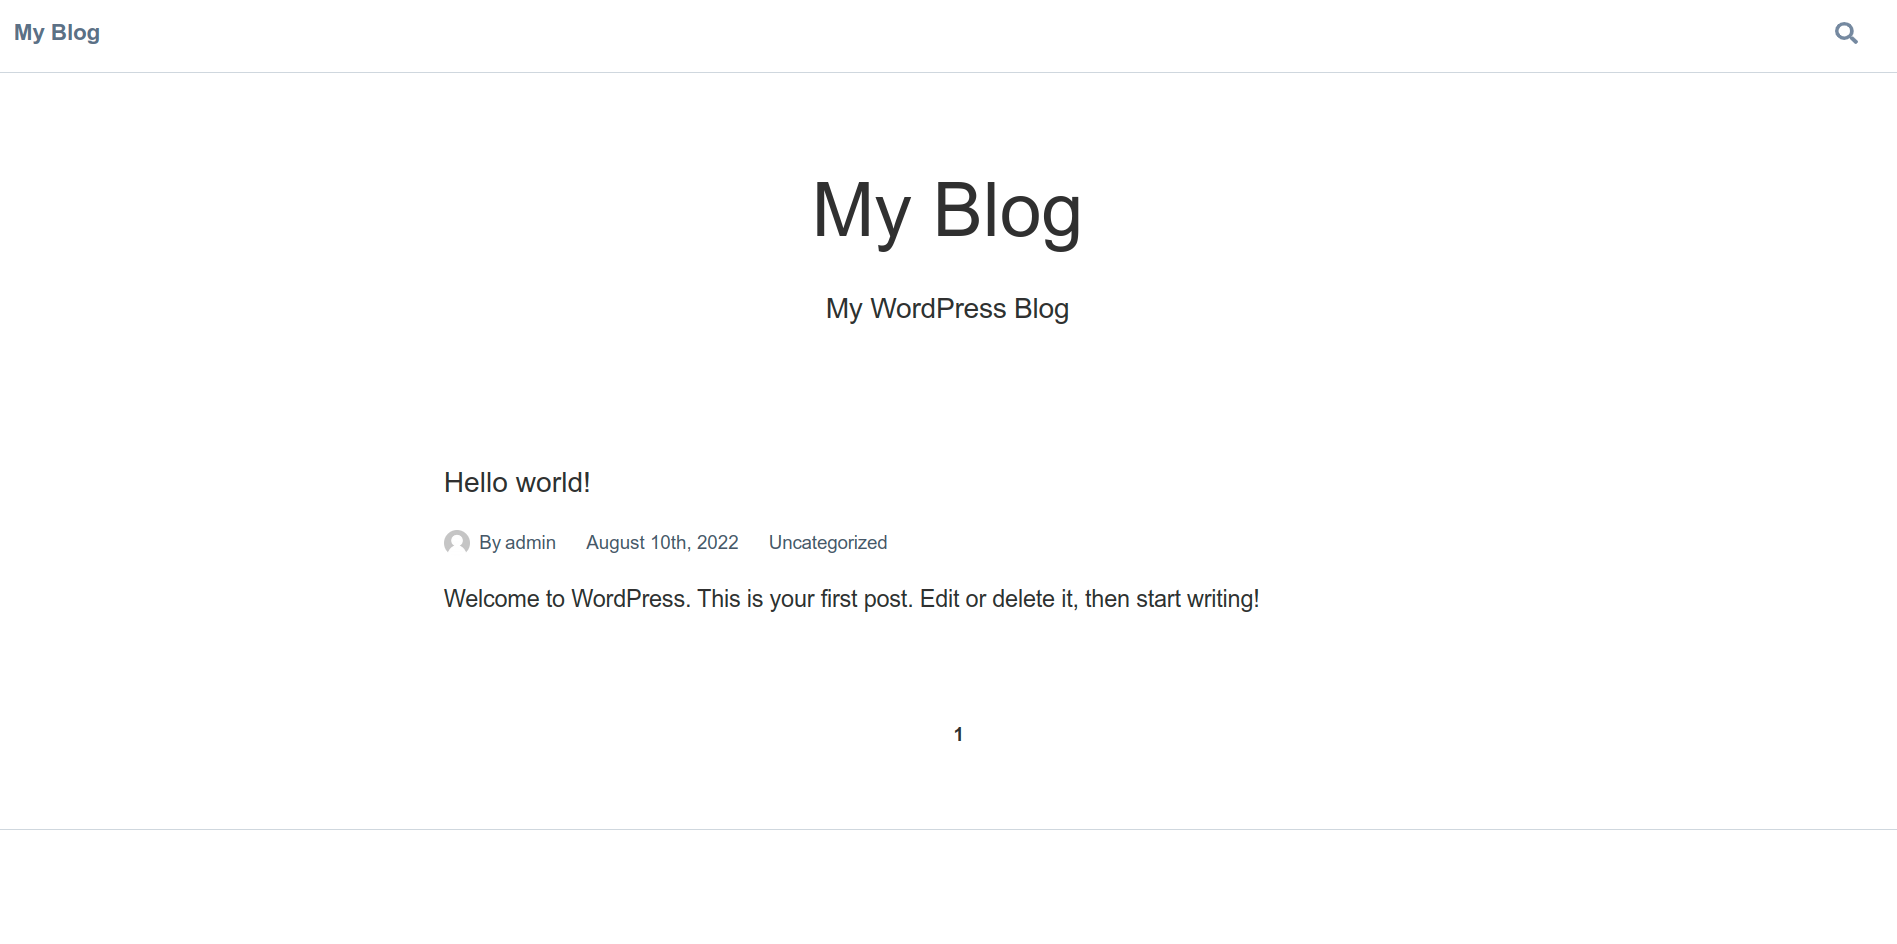 My Blog
My Blog
My WordPress Blog
Hello world!
By admin August 10th, 2022 Uncategorized
Welcome to WordPress. This is your first post. Edit or delete it, then start writing!
1